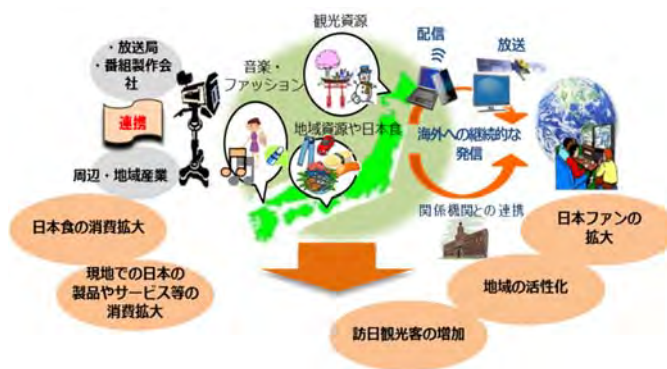 観光資源
配信
放送
・放送局
・番組製作会
社
音楽・
ファッション
連携
地域資源や日本食
海外への継続的な
発信
周辺・地域産業
関係機関との連携
日本食の消費拡大
日本ファンの
拡大
現地での日本の
製品やサービス等の
消費拡大
地域の活性化
訪日観光客の増加